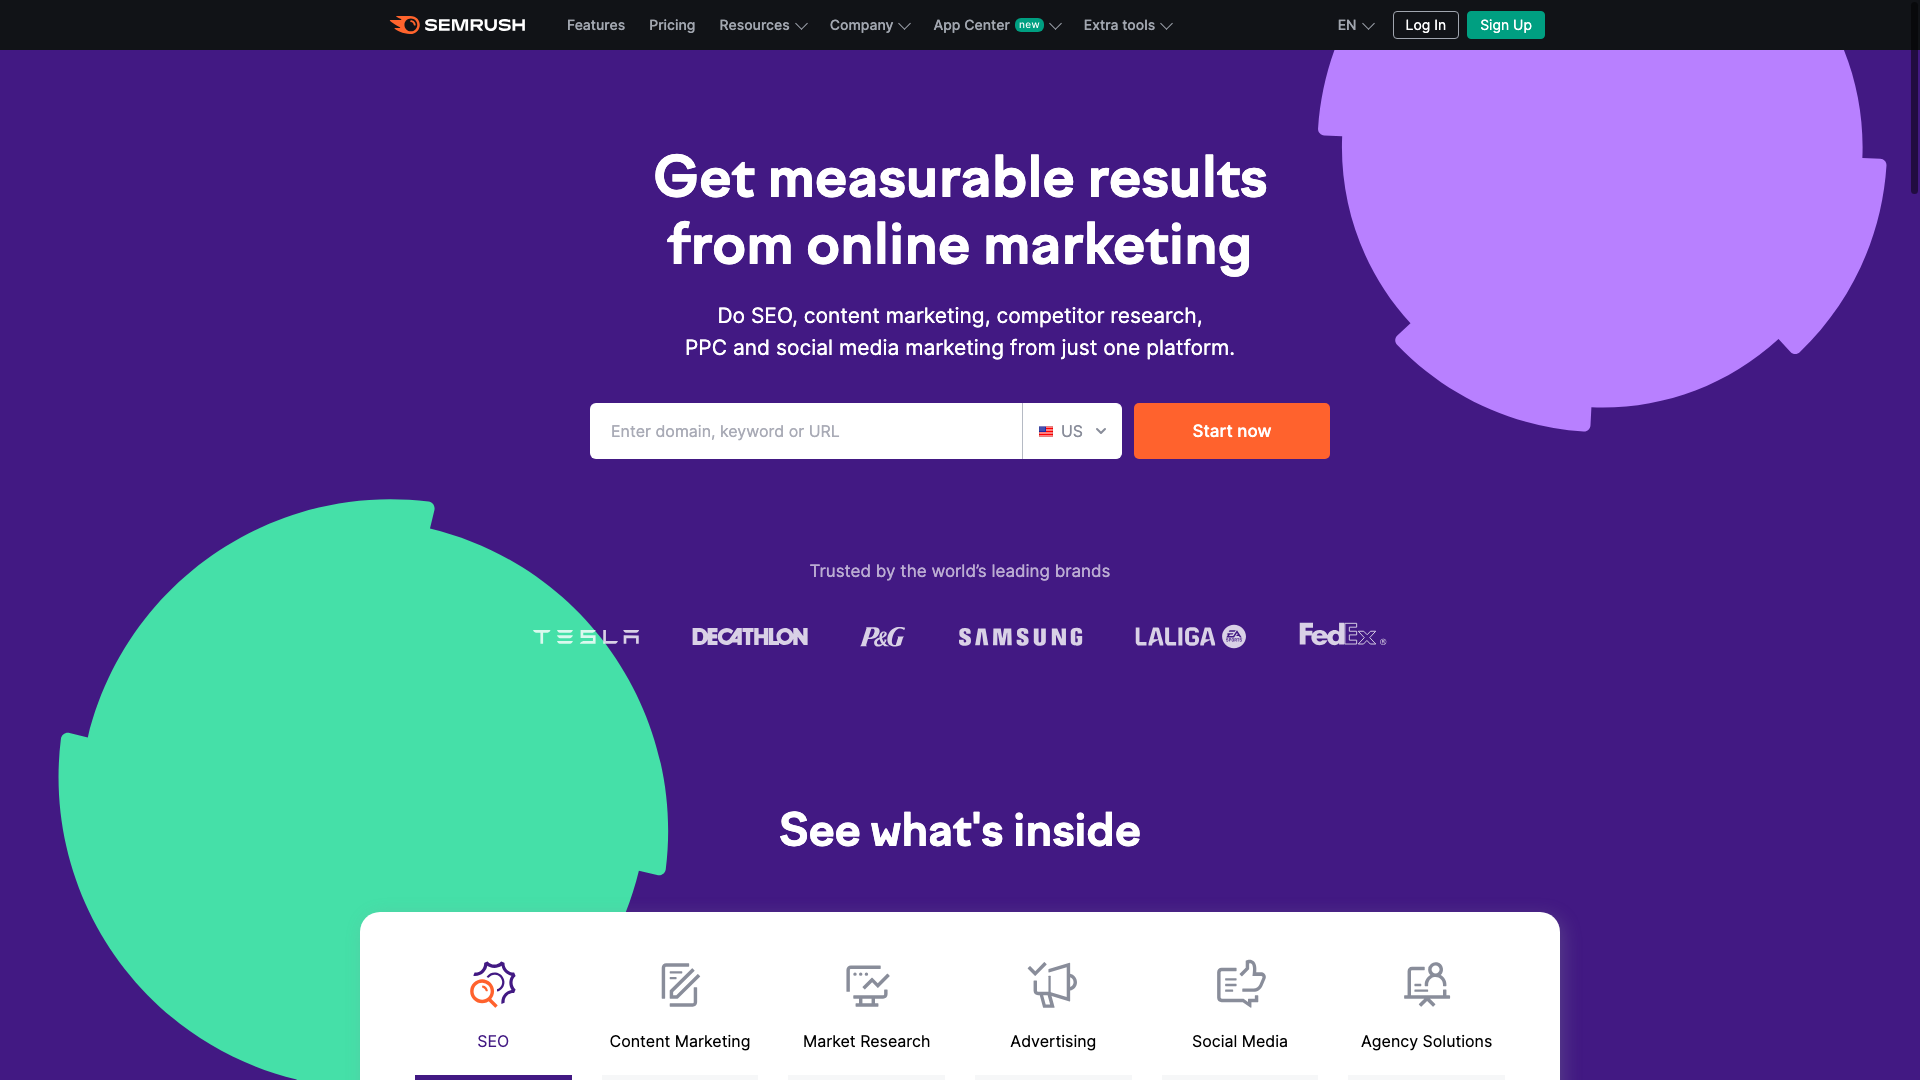 SEMRUSH Features Pricing Resources Company App Center new Extra tools EN Log In Sign Up
Get measurable results
from online marketing
Do SEO, content marketing, competitor research,
PPC and social media marketing from just one platform.
Enter domain, keyword or URL US Start now
Trusted by the world's leading brands
TESLA DECATHLON P&G SAMSUNG LALIGA EA SPORTS FedEx®
See what's inside
SEO Content Marketing Market Research Advertising Social Media Agency Solutions